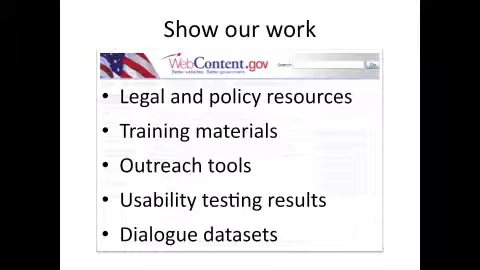 Show our work
WebContent.gov
Better websites. Better government.
Search
Go
• Legal and policy resources
• Training materials
• Outreach tools
• Usability testing results
• Dialogue datasets